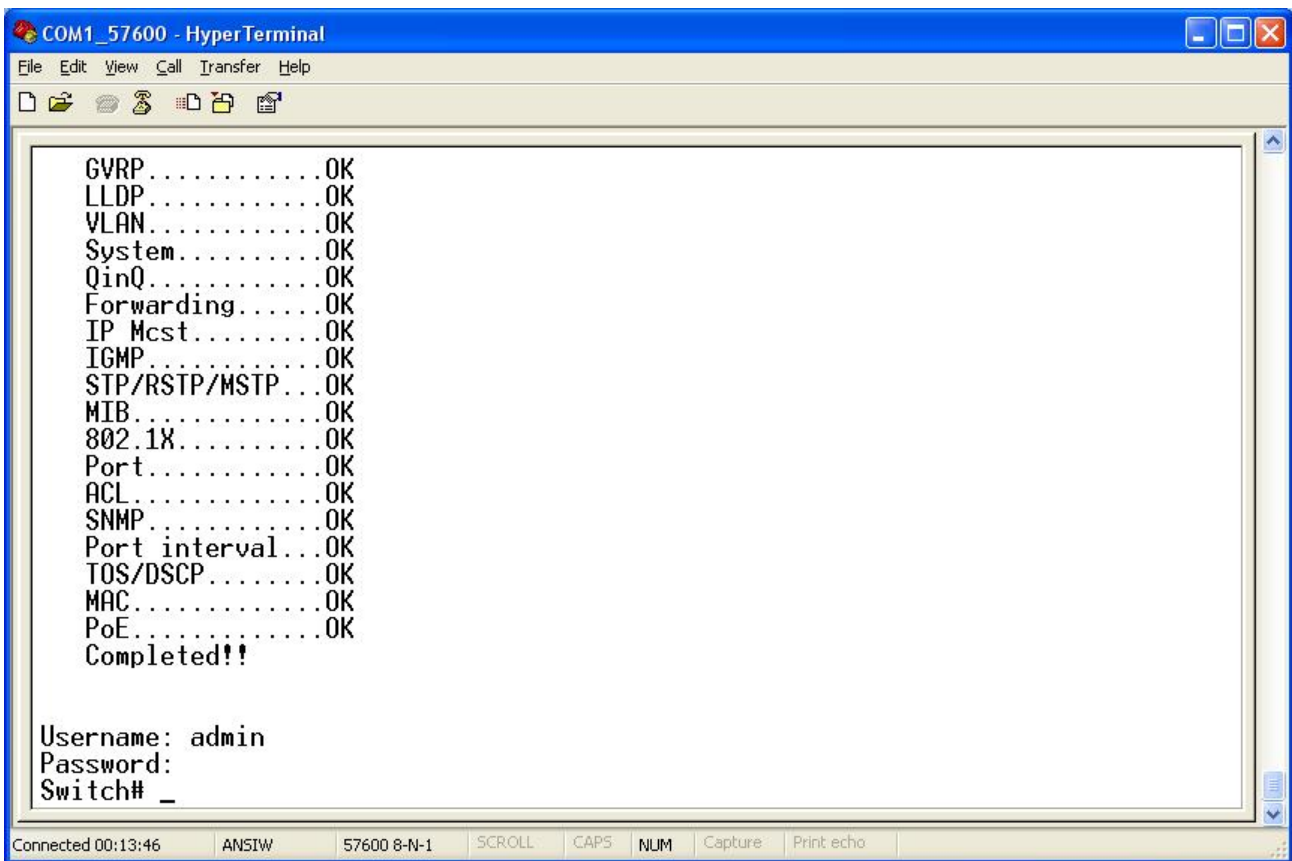 COM1_57600 - HyperTerminal
File Edit View Call Transfer Help
GVRP............OK
LLDP............OK
VLAN............OK
System..........OK
QinQ............OK
Forwarding......OK
IP Mcst.........OK
IGMP............OK
STP/RSTP/MSTP...OK
MIB.............OK
802.1X..........OK
Port............OK
ACL.............OK
SNMP............OK
Port interval...OK
TOS/DSCP........OK
MAC.............OK
PoE.............OK
Completed!!
Username: admin
Password:
Switch# _
Connected 00:13:46 ANSIW 57600 8-N-1 SCROLL CAPS NUM Capture Print echo